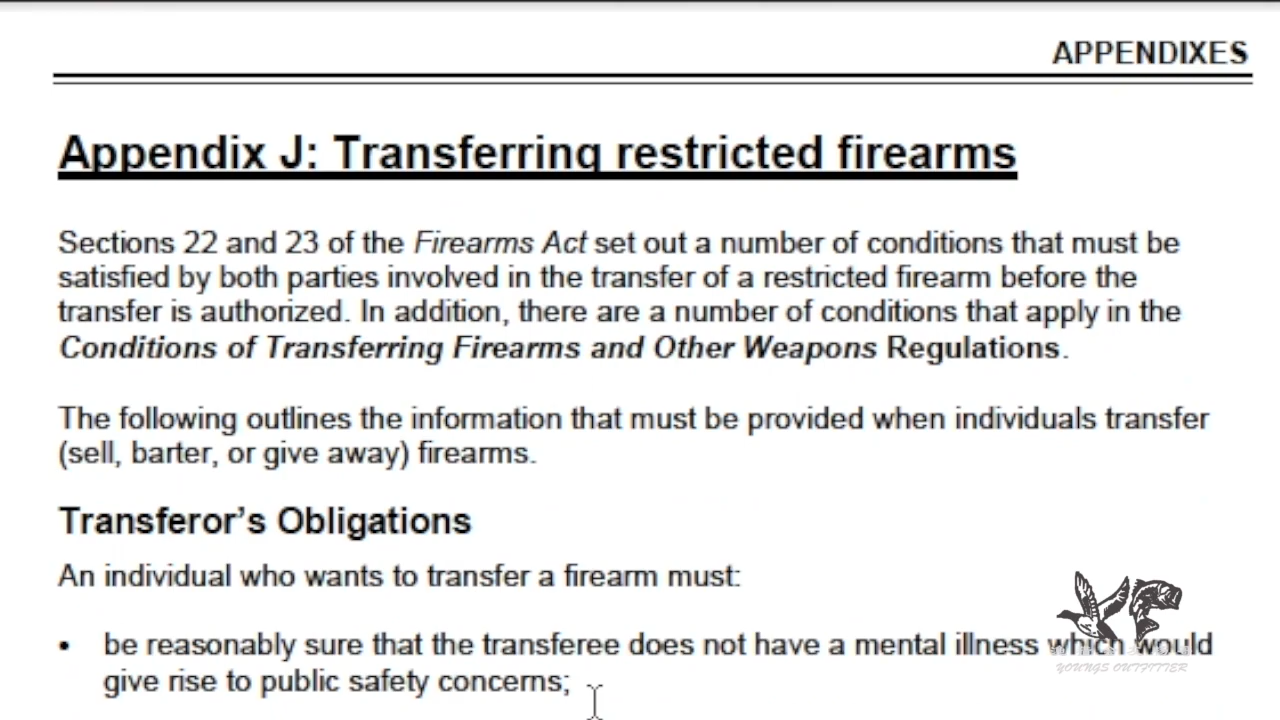 APPENDIXES
Appendix J: Transferring restricted firearms
Sections 22 and 23 of the Firearms Act set out a number of conditions that must be
satisfied by both parties involved in the transfer of a restricted firearm before the
transfer is authorized. In addition, there are a number of conditions that apply in the
Conditions of Transferring Firearms and Other Weapons Regulations.
The following outlines the information that must be provided when individuals transfer
(sell, barter, or give away) firearms.
Transferor’s Obligations
An individual who wants to transfer a firearm must:
• be reasonably sure that the transferee does not have a mental illness which would
give rise to public safety concerns;
YOUNGS OUTFITTER